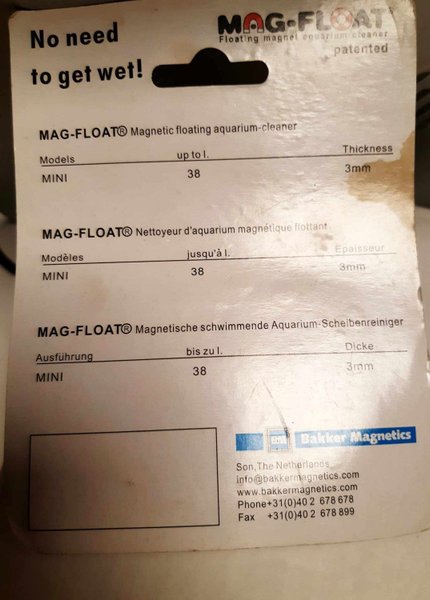 No need
to get wet!
MAG-FLOAT®
Floating magnet aquarium cleaner
patented
MAG-FLOAT® Magnetic floating aquarium-cleaner
Models up to l. Thickness
MINI 38 3mm
MAG-FLOAT® Nettoyeur d'aquarium magnétique flottant
Modèles jusqu'à l. Epaisseur
MINI 38 3mm
MAG-FLOAT® Magnetische schwimmende Aquarium-Scheibenreiniger
Ausführung bis zu l. Dicke
MINI 38 3mm
BM Bakker Magnetics
Son,The Netherlands
info@bakkermagnetics.com
www.bakkermagnetics.com
Phone+31(0)40 2 678 678
Fax +31(0)40 2 678 899